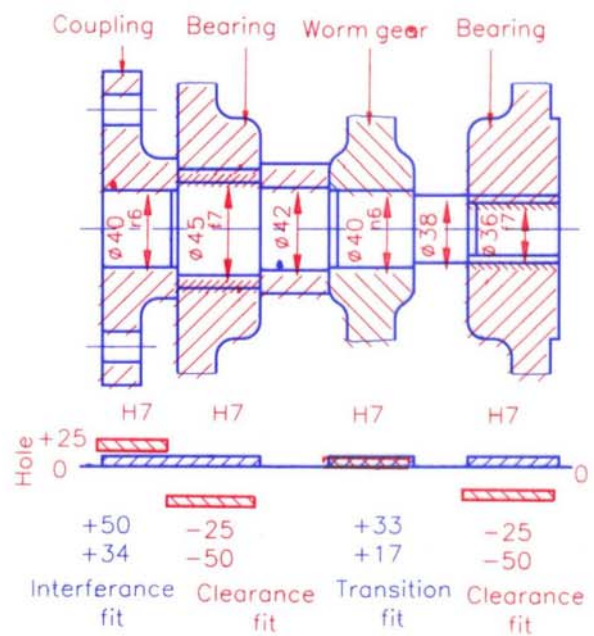 Coupling Bearing Worm gear Bearing
ø40 r6 ø45 f7 ø42 ø40 n6 ø38 ø36 f7
H7 H7 H7 H7
Hole +25
0 0
+50 -25 +33 -25
+34 -50 +17 -50
Interferance Clearance Transition Clearance
fit fit fit fit